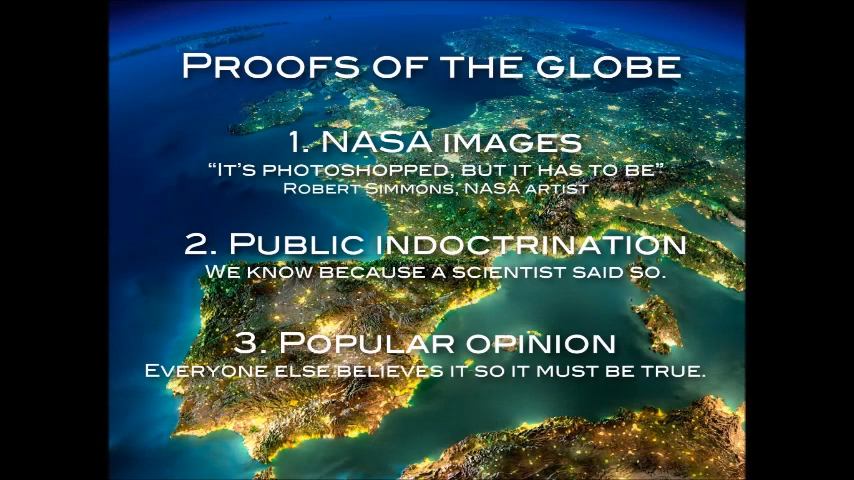 PROOFS OF THE GLOBE
1. NASA IMAGES
“IT'S PHOTOSHOPPED, BUT IT HAS TO BE”
ROBERT SIMMONS, NASA ARTIST
2. PUBLIC INDOCTRINATION
WE KNOW BECAUSE A SCIENTIST SAID SO.
3. POPULAR OPINION
EVERYONE ELSE BELIEVES IT SO IT MUST BE TRUE.